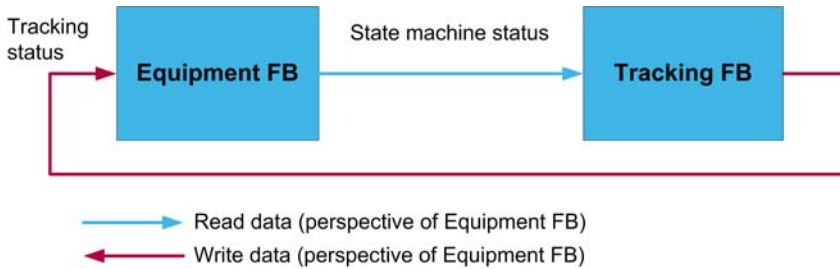 Tracking
status
State machine status
Equipment FB
Tracking FB
Read data (perspective of Equipment FB)
Write data (perspective of Equipment FB)